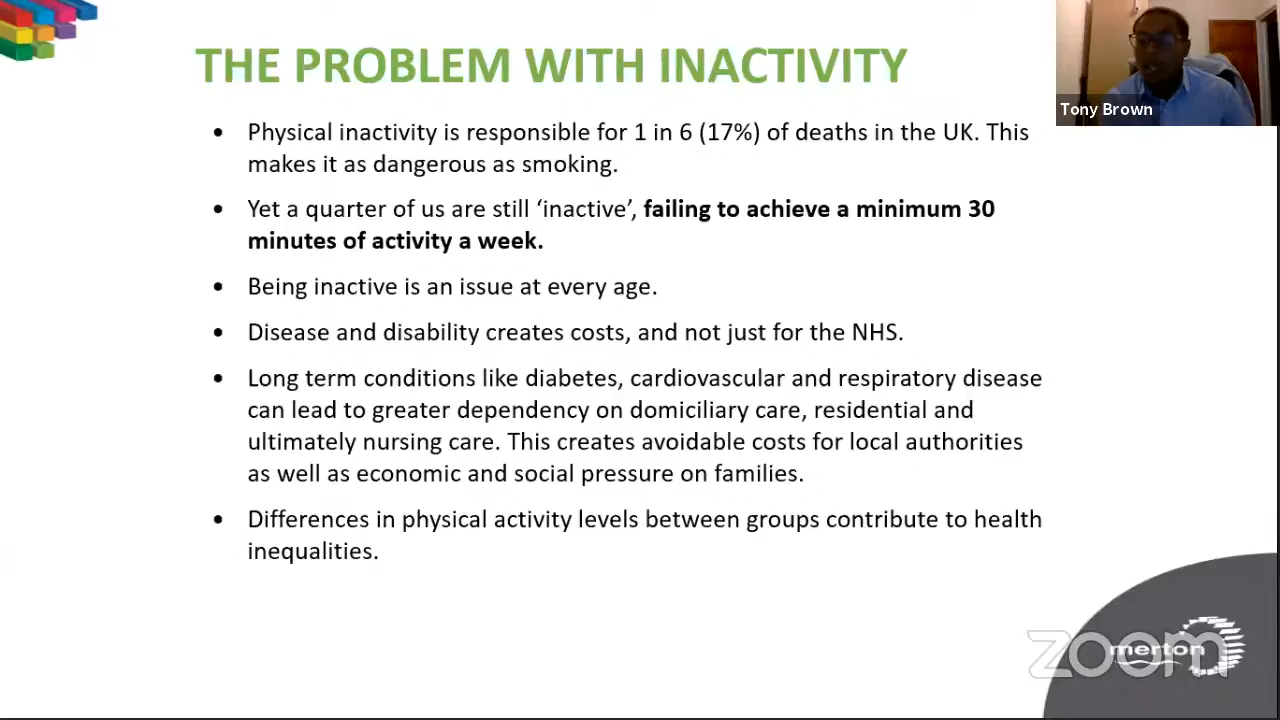 THE PROBLEM WITH INACTIVITY
Tony Brown
• Physical inactivity is responsible for 1 in 6 (17%) of deaths in the UK. This
makes it as dangerous as smoking.
• Yet a quarter of us are still ‘inactive’, failing to achieve a minimum 30
minutes of activity a week.
• Being inactive is an issue at every age.
• Disease and disability creates costs, and not just for the NHS.
• Long term conditions like diabetes, cardiovascular and respiratory disease
can lead to greater dependency on domiciliary care, residential and
ultimately nursing care. This creates avoidable costs for local authorities
as well as economic and social pressure on families.
• Differences in physical activity levels between groups contribute to health
inequalities.
zoom
merton